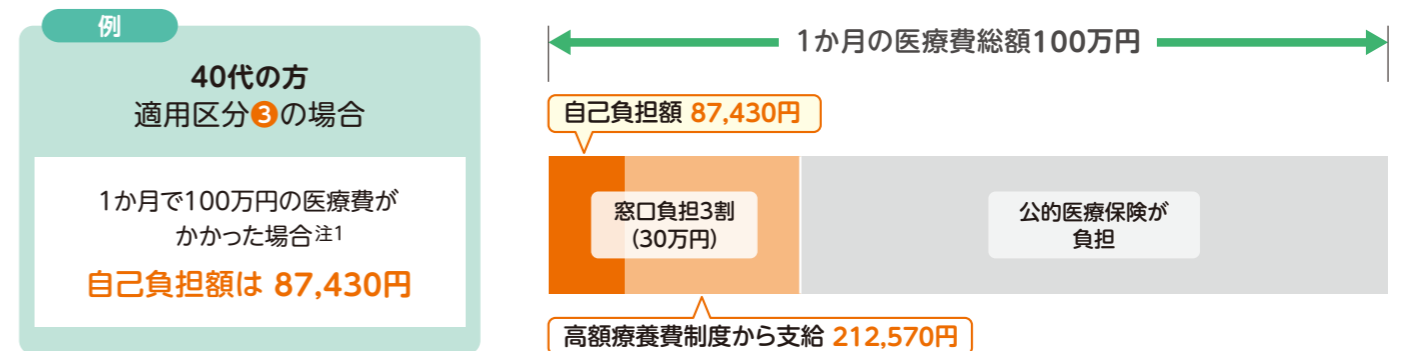 例
40代の方
適用区分❸の場合
1か月で100万円の医療費が
かかった場合注1
自己負担額は 87,430円
1か月の医療費総額100万円
自己負担額 87,430円
窓口負担3割
(30万円)
公的医療保険が
負担
高額療養費制度から支給 212,570円